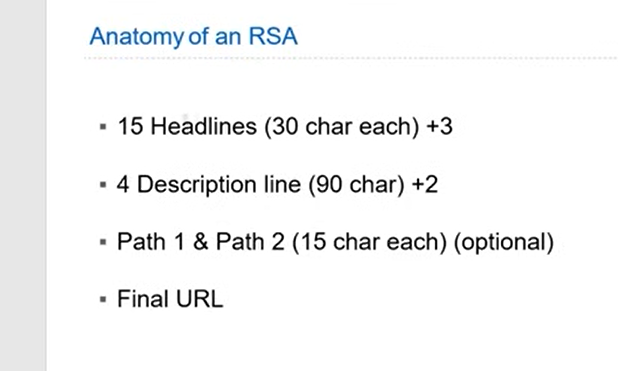 Anatomy of an RSA
▪ 15 Headlines (30 char each) +3
▪ 4 Description line (90 char) +2
▪ Path 1 & Path 2 (15 char each) (optional)
▪ Final URL